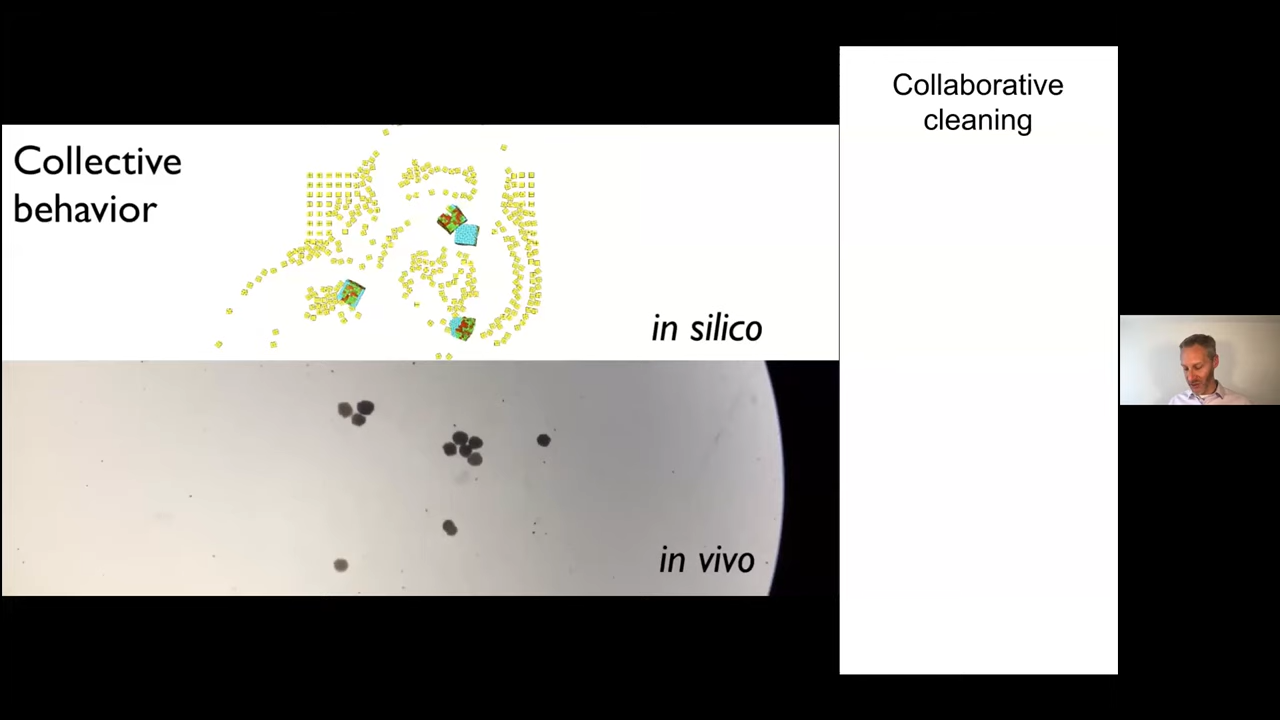 Collective
behavior
in silico
in vivo
Collaborative
cleaning